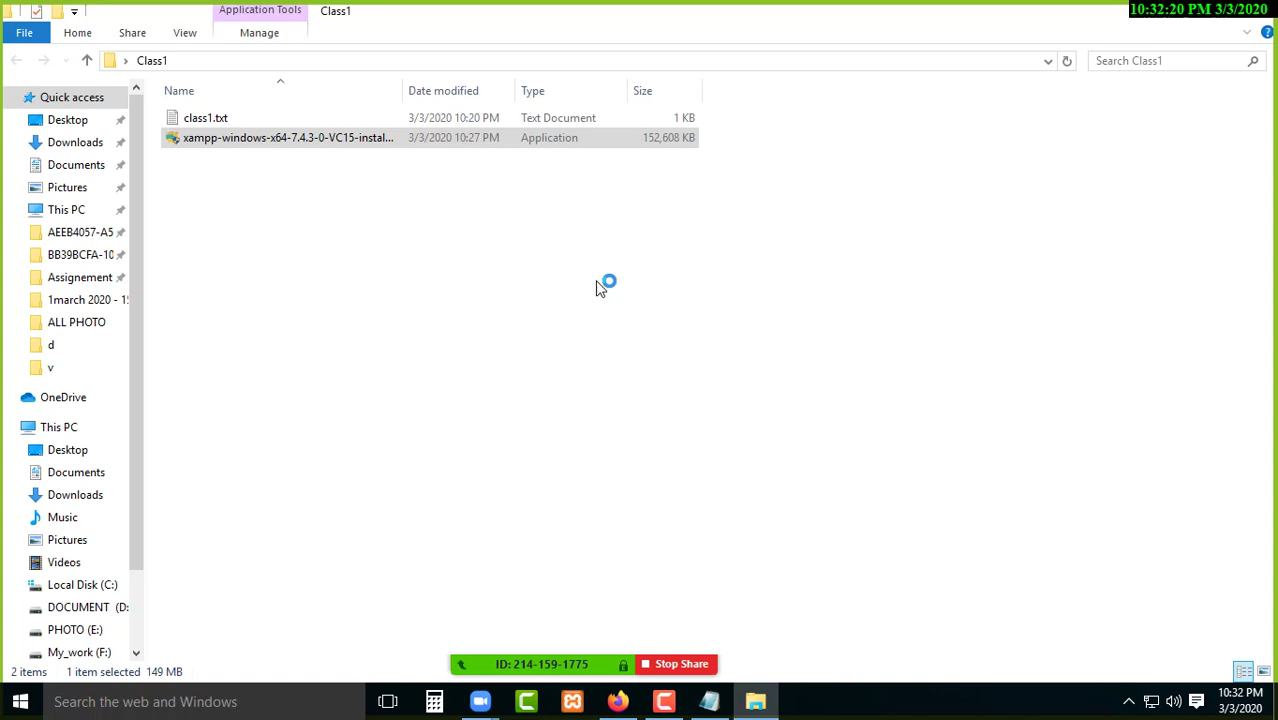 Application Tools
Class1
10:32:20 PM 3/3/2020
File
Home
Share
View
Manage
Class1
Search Class1
Name
Date modified
Type
Size
class1.txt
3/3/2020 10:20 PM
Text Document
1 KB
xampp-windows-x64-7.4.3-0-VC15-instal...
3/3/2020 10:27 PM
Application
152,608 KB
Quick access
Desktop
Downloads
Documents
Pictures
This PC
AEEB4057-A5
BB39BCFA-10
Assignement
1march 2020 - 15
ALL PHOTO
d
v
OneDrive
This PC
Desktop
Documents
Downloads
Music
Pictures
Videos
Local Disk (C:)
DOCUMENT (D:
PHOTO (E:)
My_work (F:)
2 items
1 item selected 149 MB
ID: 214-159-1775
Stop Share
Search the web and Windows
10:32 PM
3/3/2020